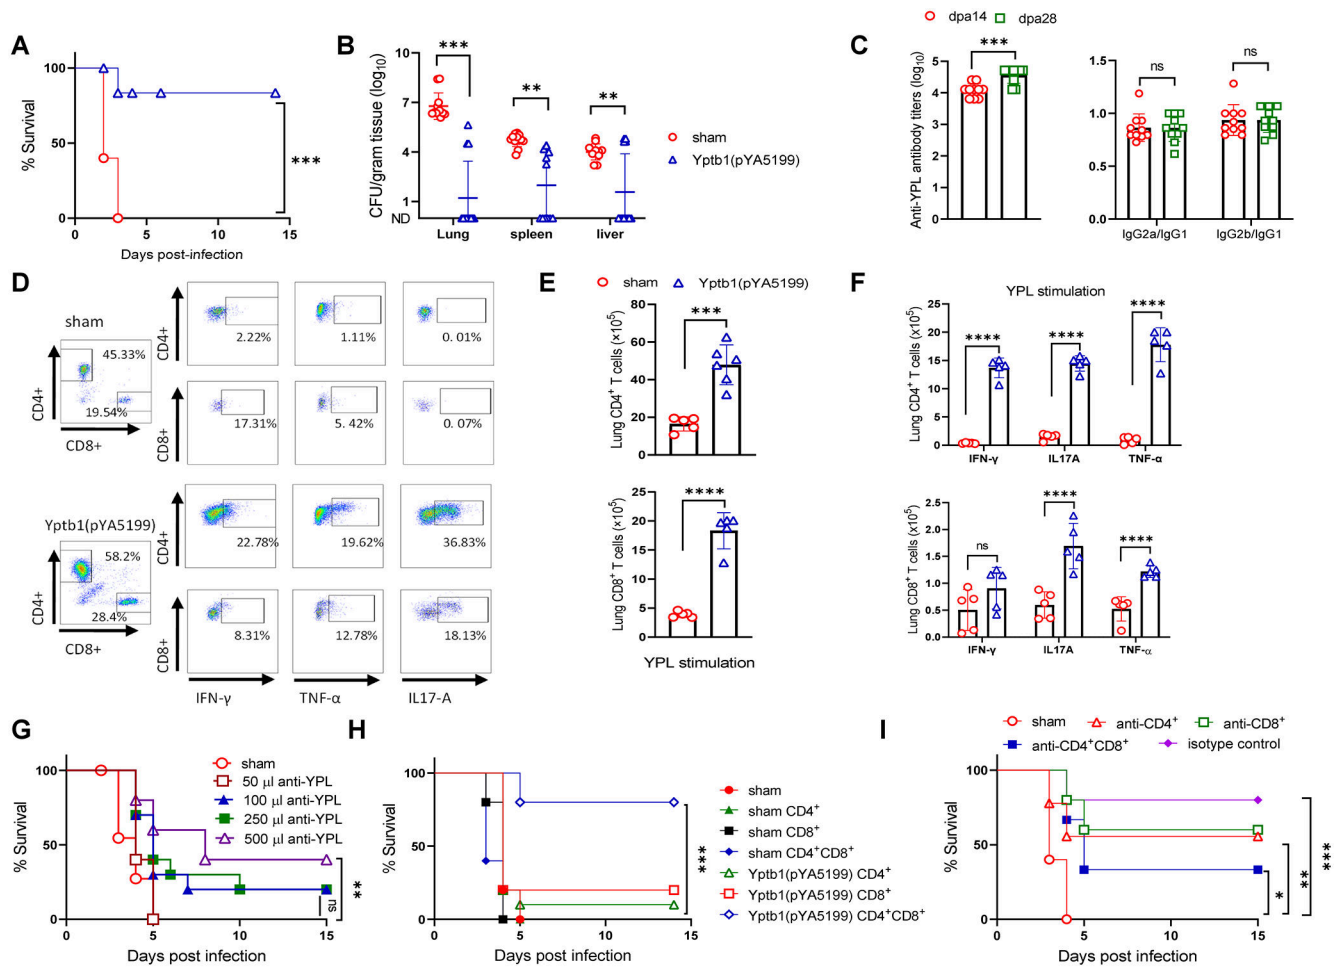 A
% Survival
100
50
0
0
5
10
15
Days post-infection
***
B
CFU/gram tissue (log10)
10
7
4
1
ND
***
**
**
Lung
spleen
liver
sham
Yptb1(pYA5199)
dpa14
dpa28
C
Anti-YPL antibody titers (log10)
5
4
3
2
1
0
***
1.5
1.0
0.5
0.0
ns
ns
IgG2a/IgG1
IgG2b/IgG1
D
sham
45.33%
19.54%
CD4+
CD8+
CD4+
2.22%
1.11%
0.01%
CD8+
17.31%
5.42%
0.07%
Yptb1(pYA5199)
58.2%
28.4%
CD4+
CD8+
CD4+
22.78%
19.62%
36.83%
CD8+
8.31%
12.78%
18.13%
IFN-γ
TNF-α
IL17-A
E
sham
Yptb1(pYA5199)
Lung CD4+ T cells (×10⁵)
80
60
40
20
0
***
Lung CD8+ T cells (×10⁵)
25
20
15
10
5
0
****
YPL stimulation
F
YPL stimulation
Lung CD4+ T cells (×10⁵)
25
20
15
10
5
0
****
****
****
IFN-γ
IL17A
TNF-α
Lung CD8+ T cells (×10⁵)
2.5
2.0
1.5
1.0
0.5
0.0
ns
****
****
IFN-γ
IL17A
TNF-α
G
% Survival
100
50
0
0
5
10
15
Days post infection
sham
50 µl anti-YPL
100 µl anti-YPL
250 µl anti-YPL
500 µl anti-YPL
ns
**
H
% Survival
100
50
0
0
5
10
15
Days post infection
***
sham
sham CD4+
sham CD8+
sham CD4+CD8+
Yptb1(pYA5199) CD4+
Yptb1(pYA5199) CD8+
Yptb1(pYA5199) CD4+CD8+
I
sham
anti-CD4+
anti-CD8+
anti-CD4+CD8+
isotype control
% Survival
100
50
0
0
5
10
15
Days post infection
*
**
***